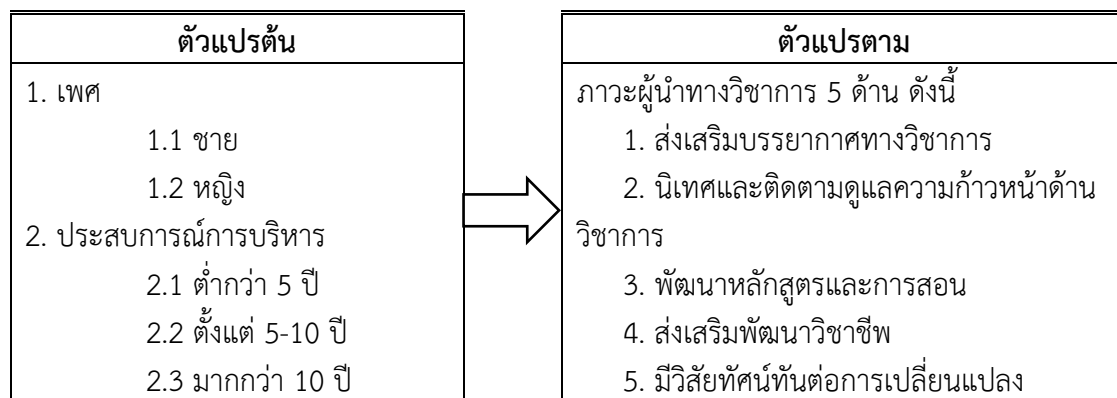 ตัวแปรต้น
1. เพศ
1.1 ชาย
1.2 หญิง
2. ประสบการณ์การบริหาร
2.1 ต่ำกว่า 5 ปี
2.2 ตั้งแต่ 5-10 ปี
2.3 มากกว่า 10 ปี
ตัวแปรตาม
ภาวะผู้นำทางวิชาการ 5 ด้าน ดังนี้
1. ส่งเสริมบรรยากาศทางวิชาการ
2. นิเทศและติดตามดูแลความก้าวหน้าด้าน
วิชาการ
3. พัฒนาหลักสูตรและการสอน
4. ส่งเสริมพัฒนาวิชาชีพ
5. มีวิสัยทัศน์ทันต่อการเปลี่ยนแปลง